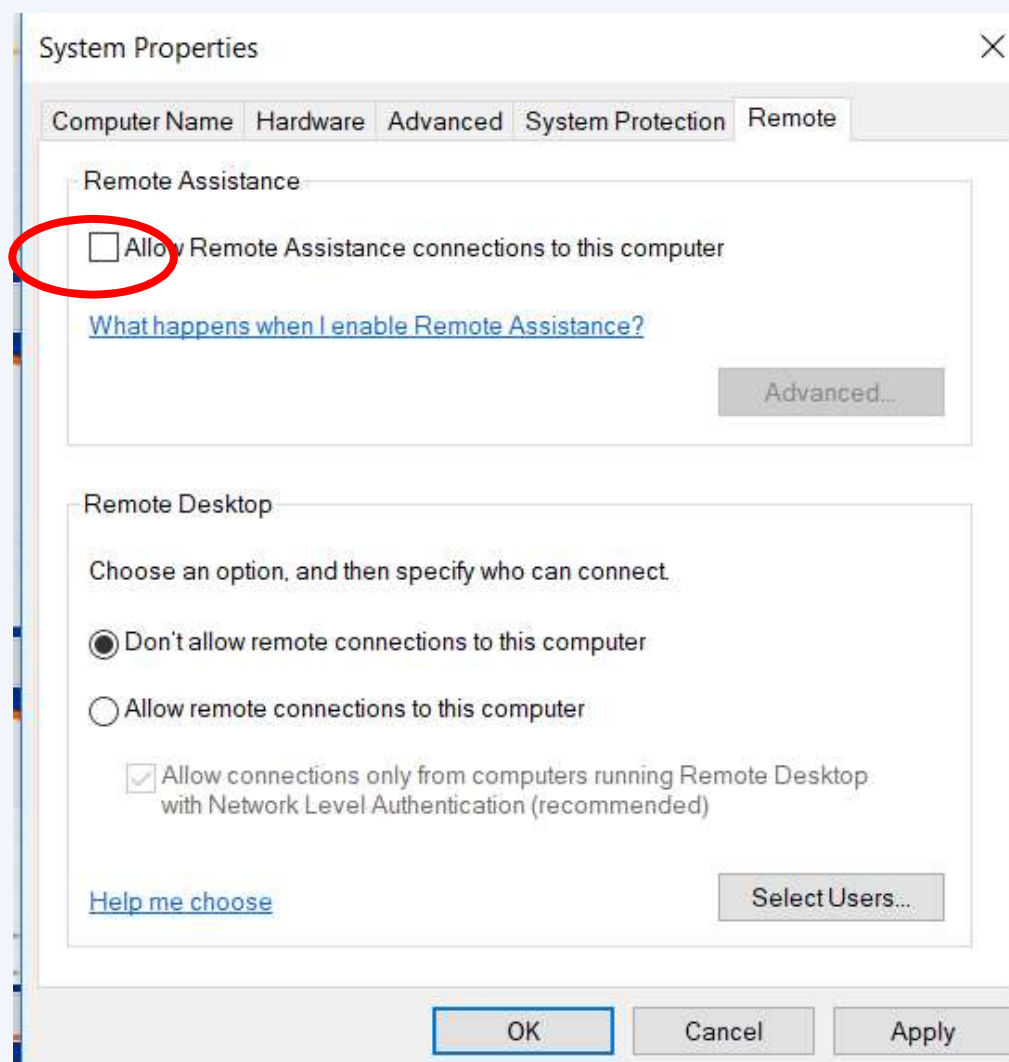 System Properties
Computer Name Hardware Advanced System Protection Remote
Remote Assistance
Allow Remote Assistance connections to this computer
What happens when I enable Remote Assistance?
Advanced...
Remote Desktop
Choose an option, and then specify who can connect.
Don't allow remote connections to this computer
Allow remote connections to this computer
Allow connections only from computers running Remote Desktop
with Network Level Authentication (recommended)
Help me choose
Select Users...
OK Cancel Apply